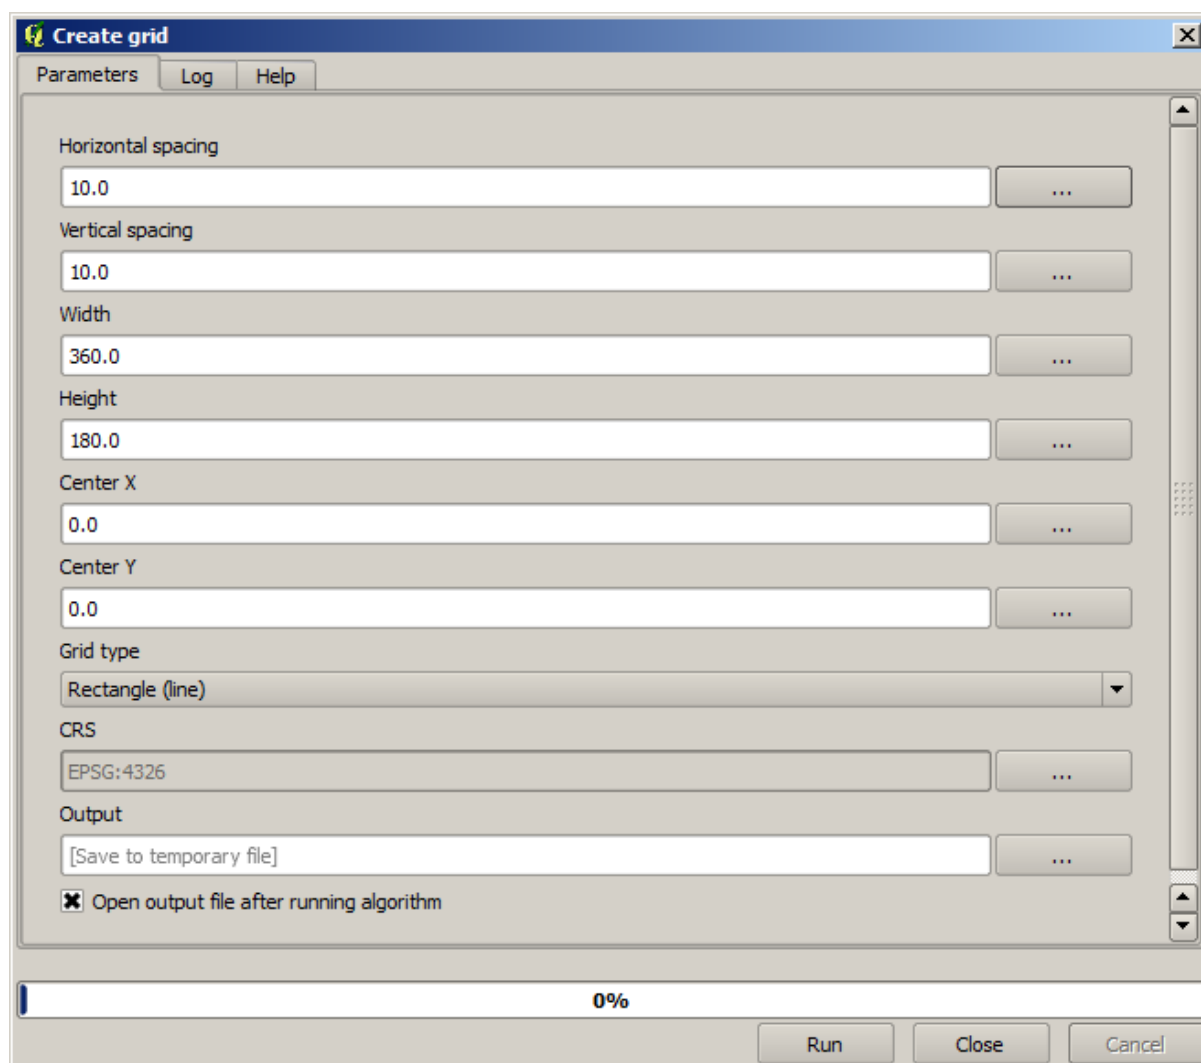 Create grid
Parameters Log Help
Horizontal spacing
10.0 ...
Vertical spacing
10.0 ...
Width
360.0 ...
Height
180.0 ...
Center X
0.0 ...
Center Y
0.0 ...
Grid type
Rectangle (line)
CRS
EPSG:4326 ...
Output
[Save to temporary file] ...
Open output file after running algorithm
0%
Run Close Cancel